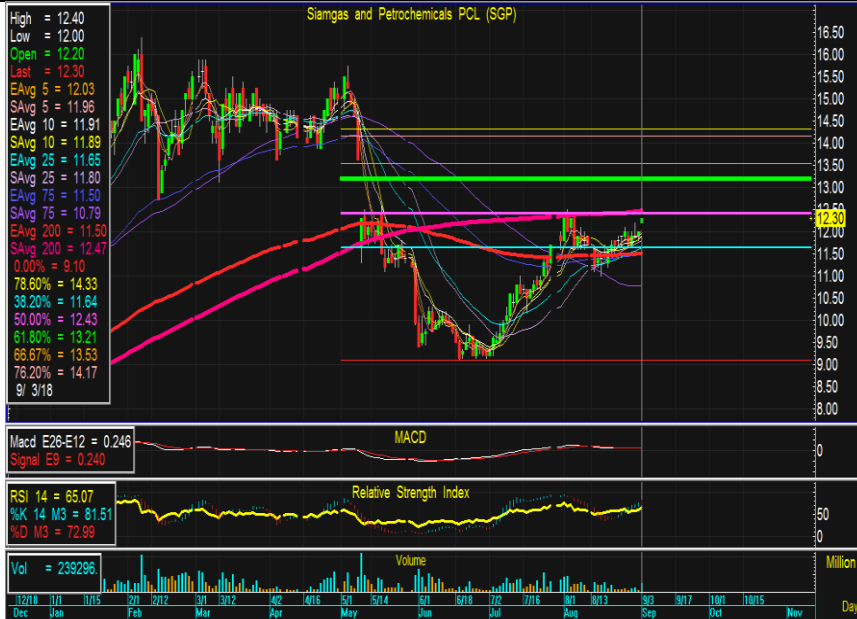 Siamgas and Petrochemicals PCL (SGP)
High = 12.40
Low = 12.00
Open = 12.20
Last = 12.30
EAvg 5 = 12.03
SAvg 5 = 11.96
EAvg 10 = 11.91
SAvg 10 = 11.89
EAvg 25 = 11.65
SAvg 25 = 11.80
EAvg 75 = 11.50
SAvg 75 = 10.79
EAvg 200 = 11.50
SAvg 200 = 12.47
0.00% = 9.10
78.60% = 14.33
38.20% = 11.64
50.00% = 12.43
61.80% = 13.21
66.67% = 13.53
76.20% = 14.17
9/ 3/18
16.50
16.00
15.50
15.00
14.50
14.00
13.50
13.00
12.50
12.30
12.00
11.50
11.00
10.50
10.00
9.50
9.00
8.50
8.00
MACD
Macd E26-E12 = 0.246
Signal E9 = 0.240
0
Relative Strength Index
RSI 14 = 65.07
%K 14 M3 = 81.51
%D M3 = 72.99
50
0
Volume
Vol = 239296.
Million
12/18 1/1 1/15 2/1 2/12 3/1 3/12 4/2 4/16 5/1 5/14 6/1 6/18 7/2 7/16 8/1 8/13 9/3 9/17 10/1 10/15
Dec Jan Feb Mar Apr May Jun Jul Aug Sep Oct Nov
Day